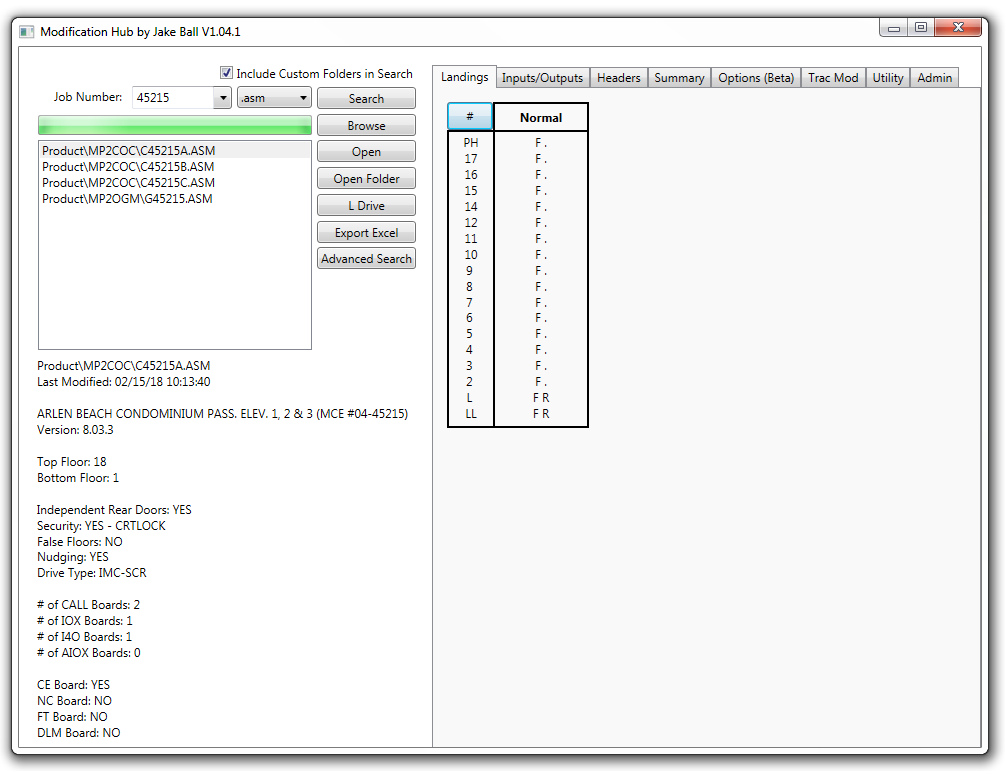 Modification Hub by Jake Ball V1.04.1
Include Custom Folders in Search
Job Number: 45215 .asm Search
Browse
Open
Open Folder
L Drive
Export Excel
Advanced Search
Product\MP2COC\C45215A.ASM
Product\MP2COC\C45215B.ASM
Product\MP2COC\C45215C.ASM
Product\MP2OGM\G45215.ASM
Product\MP2COC\C45215A.ASM
Last Modified: 02/15/18 10:13:40
ARLEN BEACH CONDOMINIUM PASS. ELEV. 1, 2 & 3 (MCE #04-45215)
Version: 8.03.3
Top Floor: 18
Bottom Floor: 1
Independent Rear Doors: YES
Security: YES - CRTLOCK
False Floors: NO
Nudging: YES
Drive Type: IMC-SCR
# of CALL Boards: 2
# of IOX Boards: 1
# of I4O Boards: 1
# of AIOX Boards: 0
CE Board: YES
NC Board: NO
FT Board: NO
DLM Board: NO
Landings Inputs/Outputs Headers Summary Options (Beta) Trac Mod Utility Admin
# Normal
PH F .
17 F .
16 F .
15 F .
14 F .
12 F .
11 F .
10 F .
9 F .
8 F .
7 F .
6 F .
5 F .
4 F .
3 F .
2 F .
L F R
LL F R